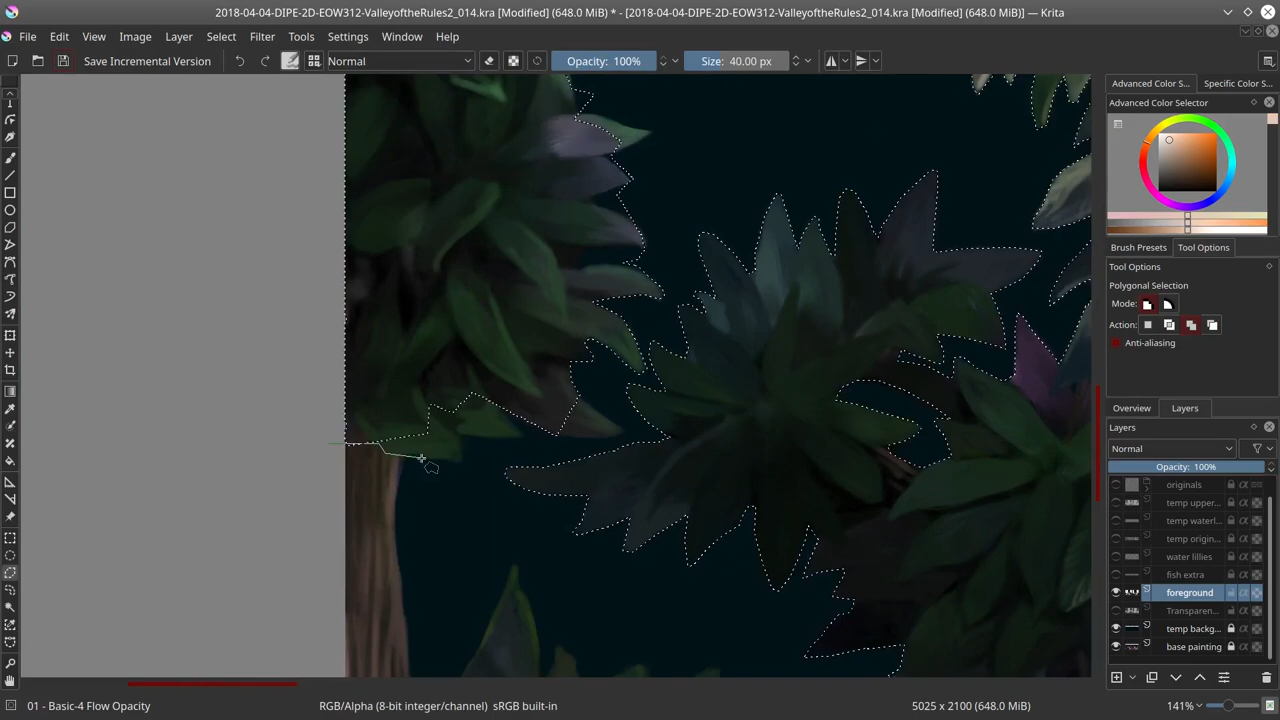 2018-04-04-DIPE-2D-EOW312-ValleyoftheRules2_014.kra [Modified] (648.0 MiB) * - [2018-04-04-DIPE-2D-EOW312-ValleyoftheRules2_014.kra [Modified] (648.0 MiB)] — Krita
File Edit View Image Layer Select Filter Tools Settings Window Help
Save Incremental Version Normal Opacity: 100% Size: 40.00 px
Advanced Color S... Specific Color S...
Advanced Color Selector
Brush Presets Tool Options
Tool Options
Polygonal Selection
Mode:
Action:
Anti-aliasing
Overview Layers
Layers
Normal
Opacity: 100%
originals
temp upper...
temp waterl...
temp origin...
water lillies
fish extra
foreground
Transparen...
temp backg...
base painting
01 - Basic-4 Flow Opacity RGB/Alpha (8-bit integer/channel) sRGB built-in 5025 x 2100 (648.0 MiB) 141%